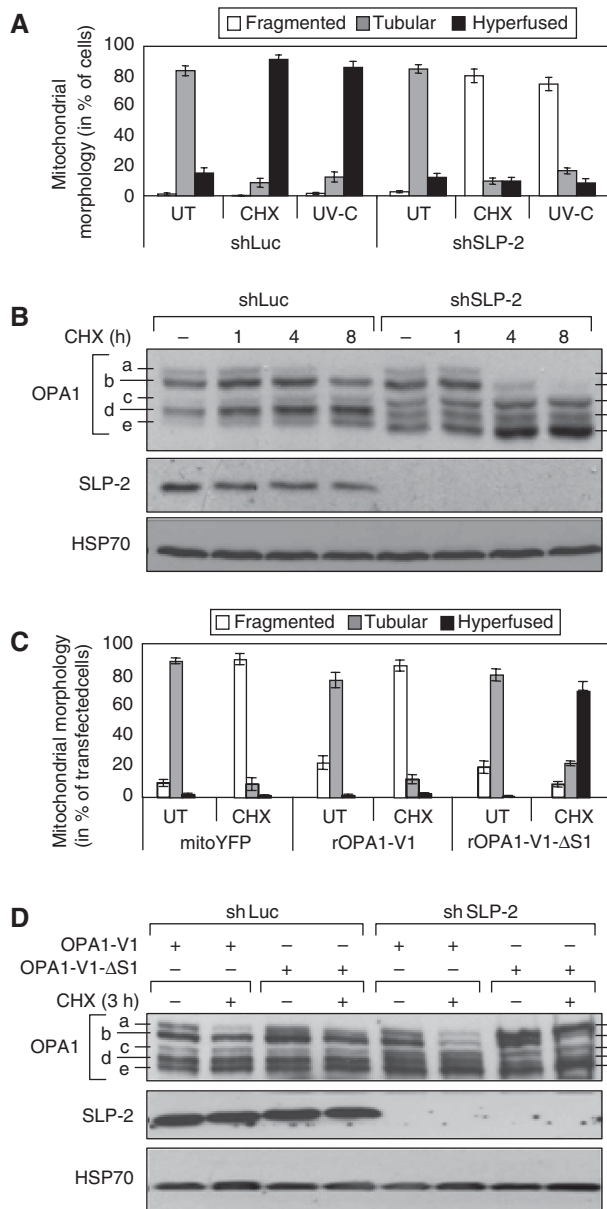 A
Fragmented Tubular Hyperfused
Mitochondrial
morphology (in % of cells)
100
80
60
40
20
0
UT CHX UV-C UT CHX UV-C
shLuc shSLP-2
B
shLuc shSLP-2
CHX (h) – 1 4 8 – 1 4 8
OPA1
a
b
c
d
e
SLP-2
HSP70
C
Fragmented Tubular Hyperfused
Mitochondrial morphology
(in % of transfectedcells)
100
80
60
40
20
0
UT CHX UT CHX UT CHX
mitoYFP rOPA1-V1 rOPA1-V1-ΔS1
D
sh Luc sh SLP-2
OPA1-V1 + + – – + + – –
OPA1-V1-ΔS1 – – + + – – + +
CHX (3 h) – + – + – + – +
OPA1
a
b
c
d
e
SLP-2
HSP70